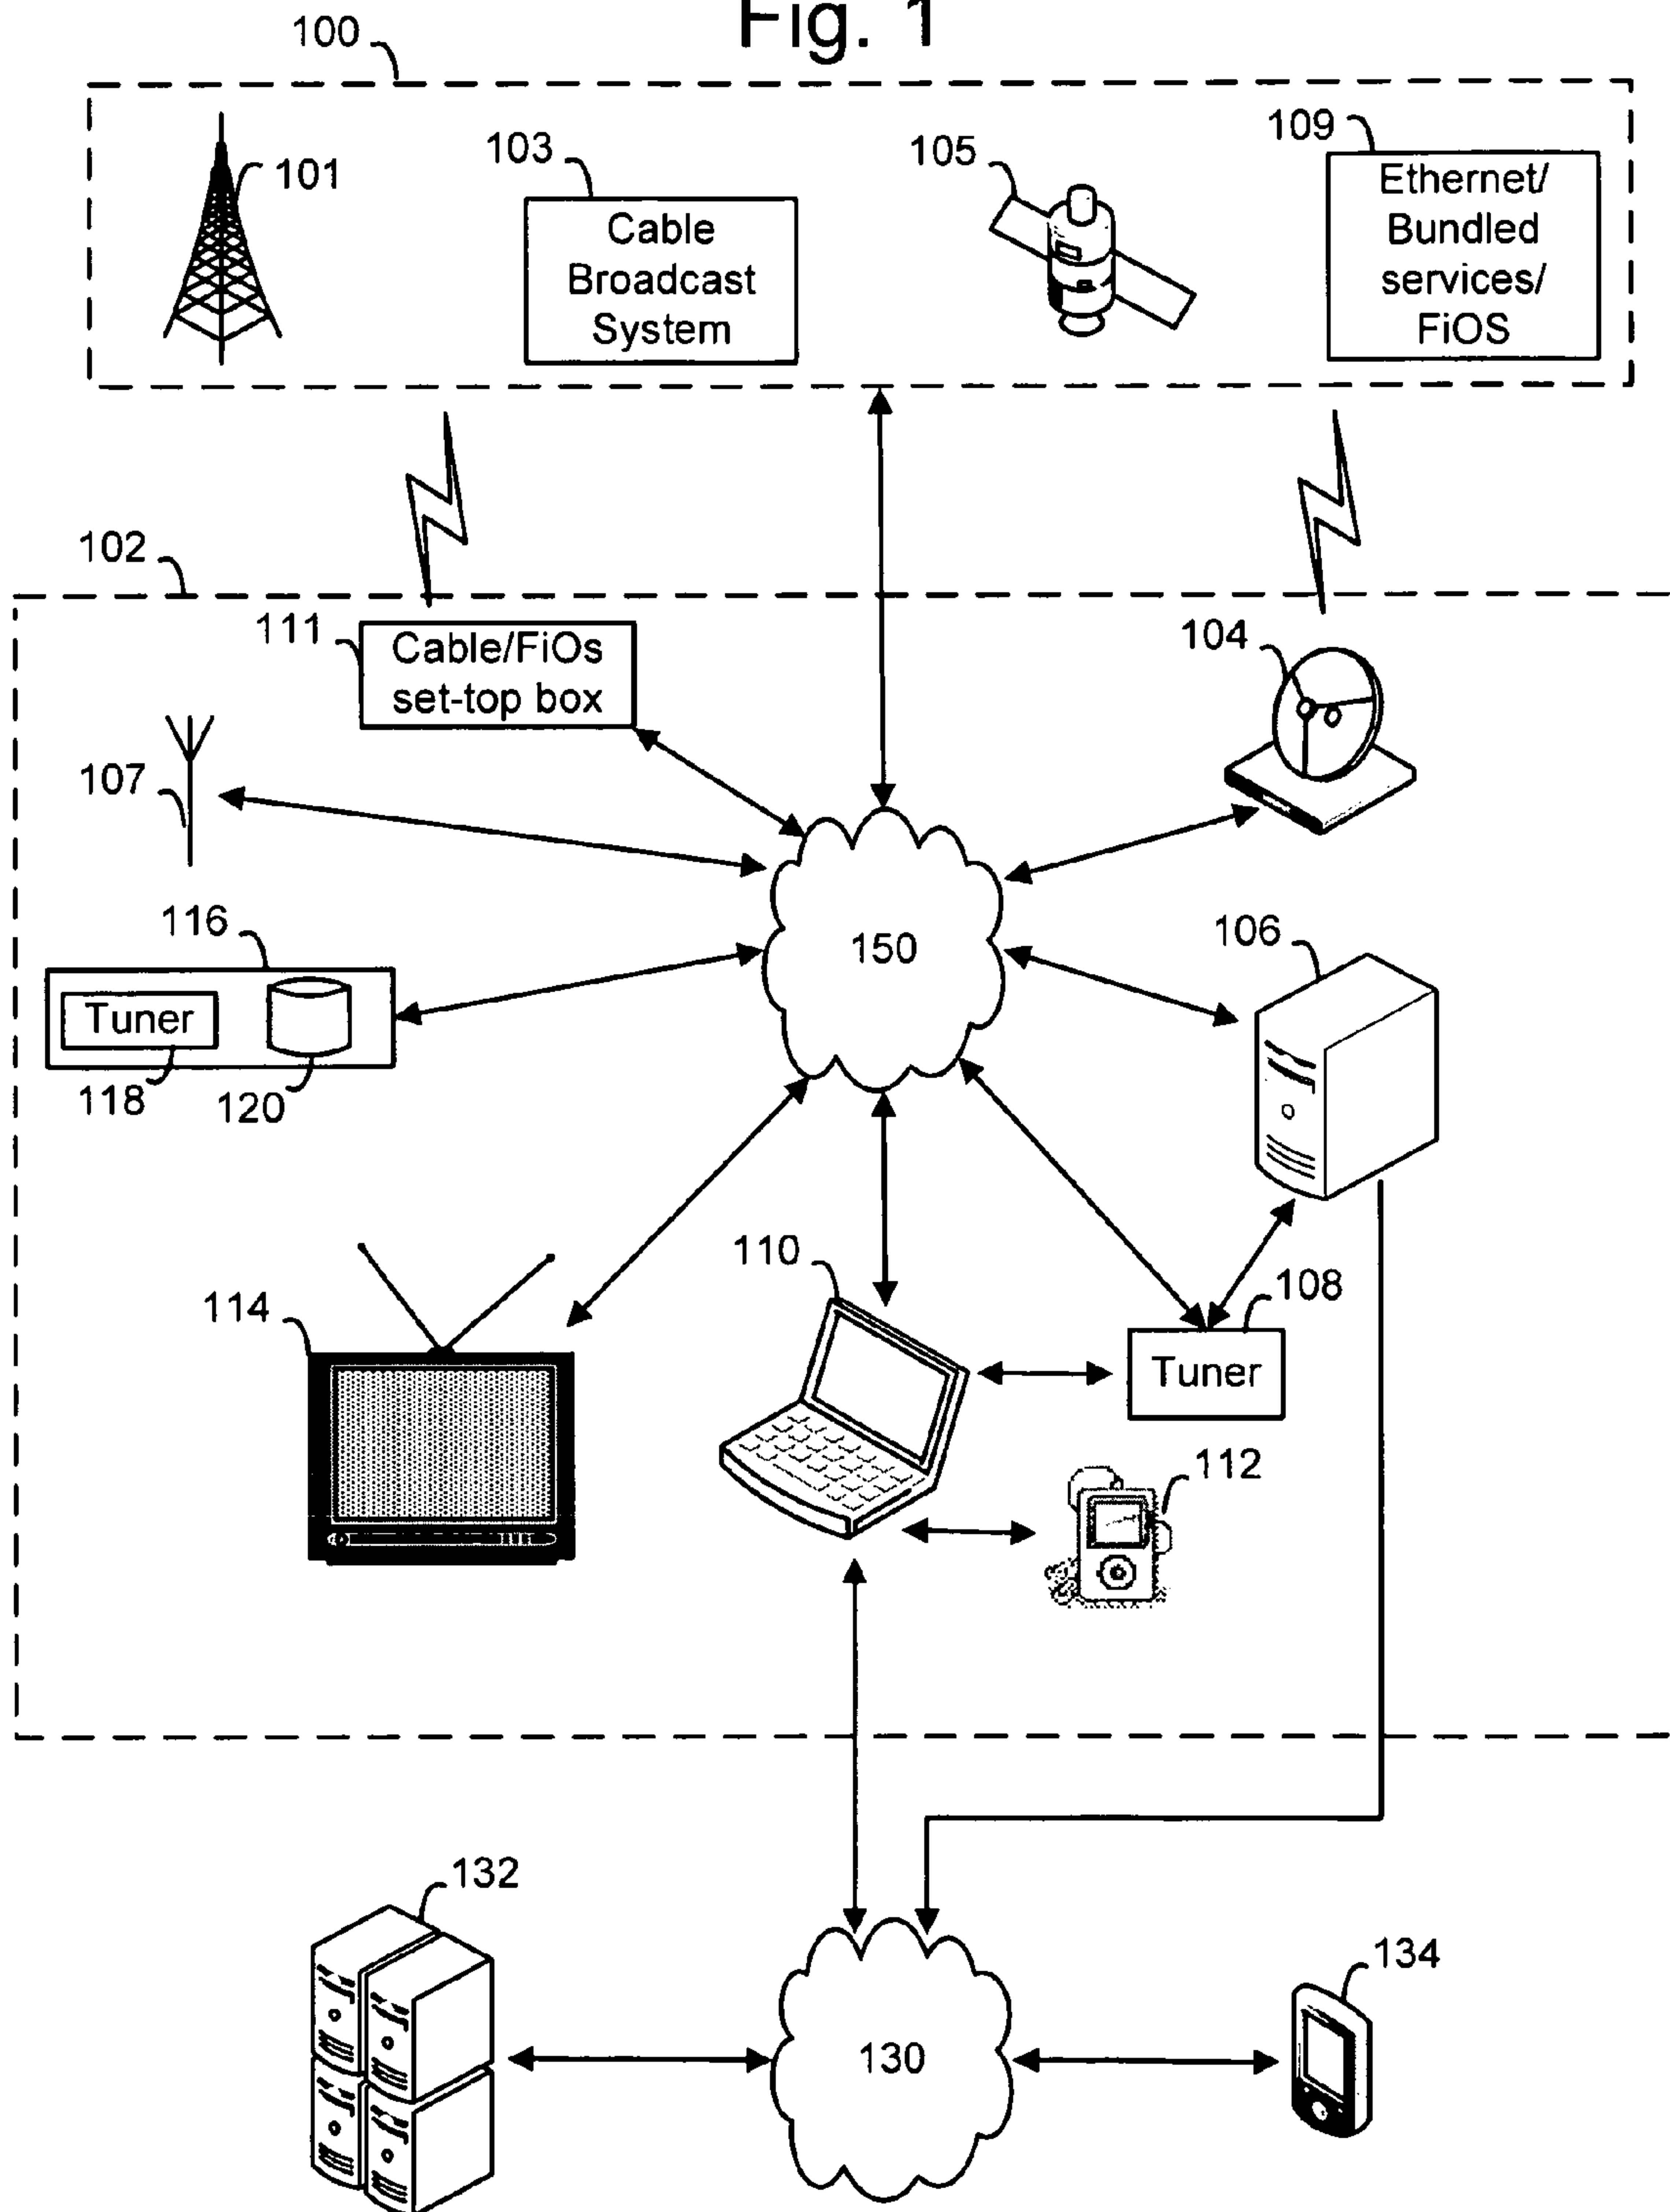 Fig. 1
100
101
103
Cable
Broadcast
System
105
109
Ethernet/
Bundled
services/
FiOS
102
111
Cable/FiOs
set-top box
104
107
150
116
Tuner
118
120
106
114
110
108
Tuner
112
132
130
134